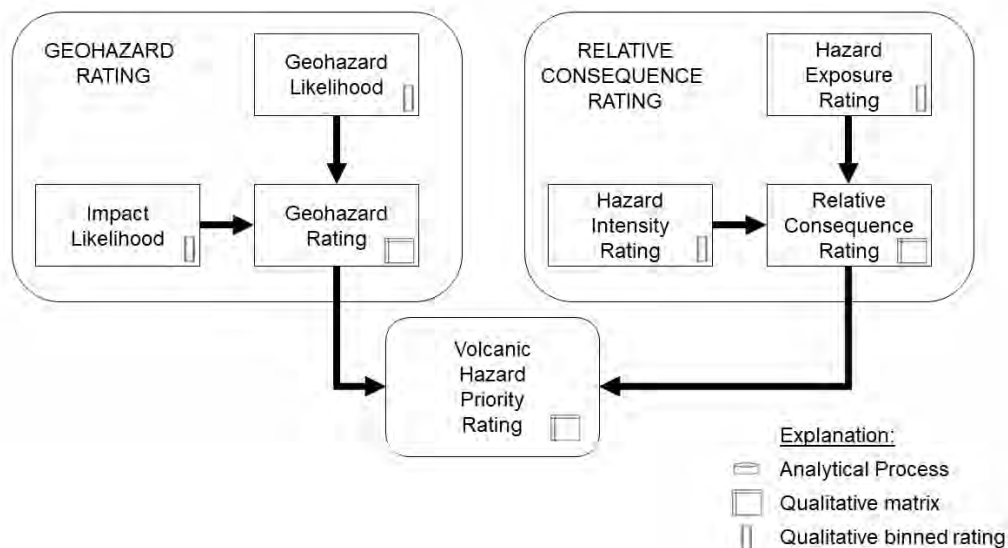 GEOHAZARD
RATING
Geohazard
Likelihood
Impact
Likelihood
Geohazard
Rating
RELATIVE
CONSEQUENCE
RATING
Hazard
Exposure
Rating
Hazard
Intensity
Rating
Relative
Consequence
Rating
Volcanic
Hazard
Priority
Rating
Explanation:
Analytical Process
Qualitative matrix
Qualitative binned rating